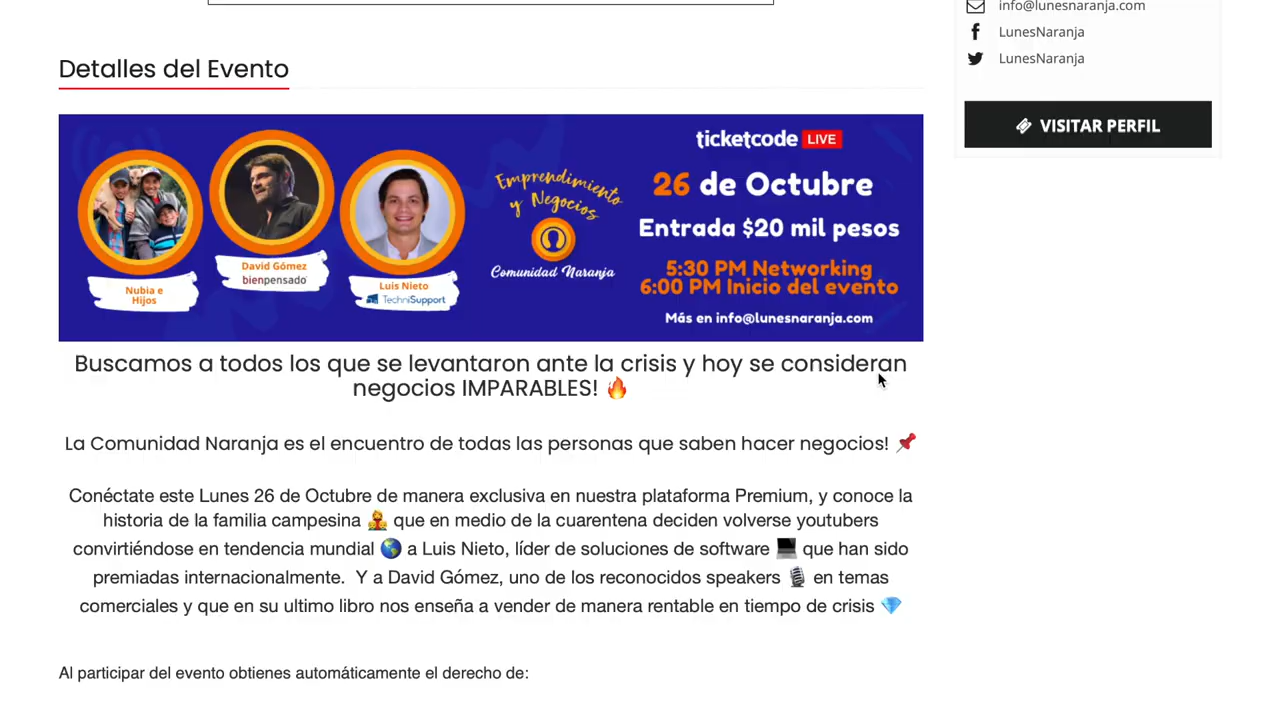 info@lunesnaranja.com
LunesNaranja
LunesNaranja
VISITAR PERFIL
Detalles del Evento
Nubia e
Hijos
David Gómez
bienpensado
Luis Nieto
TechniSupport
Emprendimiento
y Negocios
Comunidad Naranja
ticketcode LIVE
26 de Octubre
Entrada $20 mil pesos
5:30 PM Networking
6:00 PM Inicio del evento
Más en info@lunesnaranja.com
Buscamos a todos los que se levantaron ante la crisis y hoy se consideran
negocios IMPARABLES! 🔥
La Comunidad Naranja es el encuentro de todas las personas que saben hacer negocios! 📌
Conéctate este Lunes 26 de Octubre de manera exclusiva en nuestra plataforma Premium, y conoce la
historia de la familia campesina que en medio de la cuarentena deciden volverse youtubers
convirtiéndose en tendencia mundial 🌎 a Luis Nieto, líder de soluciones de software 💻 que han sido
premiadas internacionalmente. Y a David Gómez, uno de los reconocidos speakers 🎙️ en temas
comerciales y que en su ultimo libro nos enseña a vender de manera rentable en tiempo de crisis 💎
Al participar del evento obtienes automáticamente el derecho de: